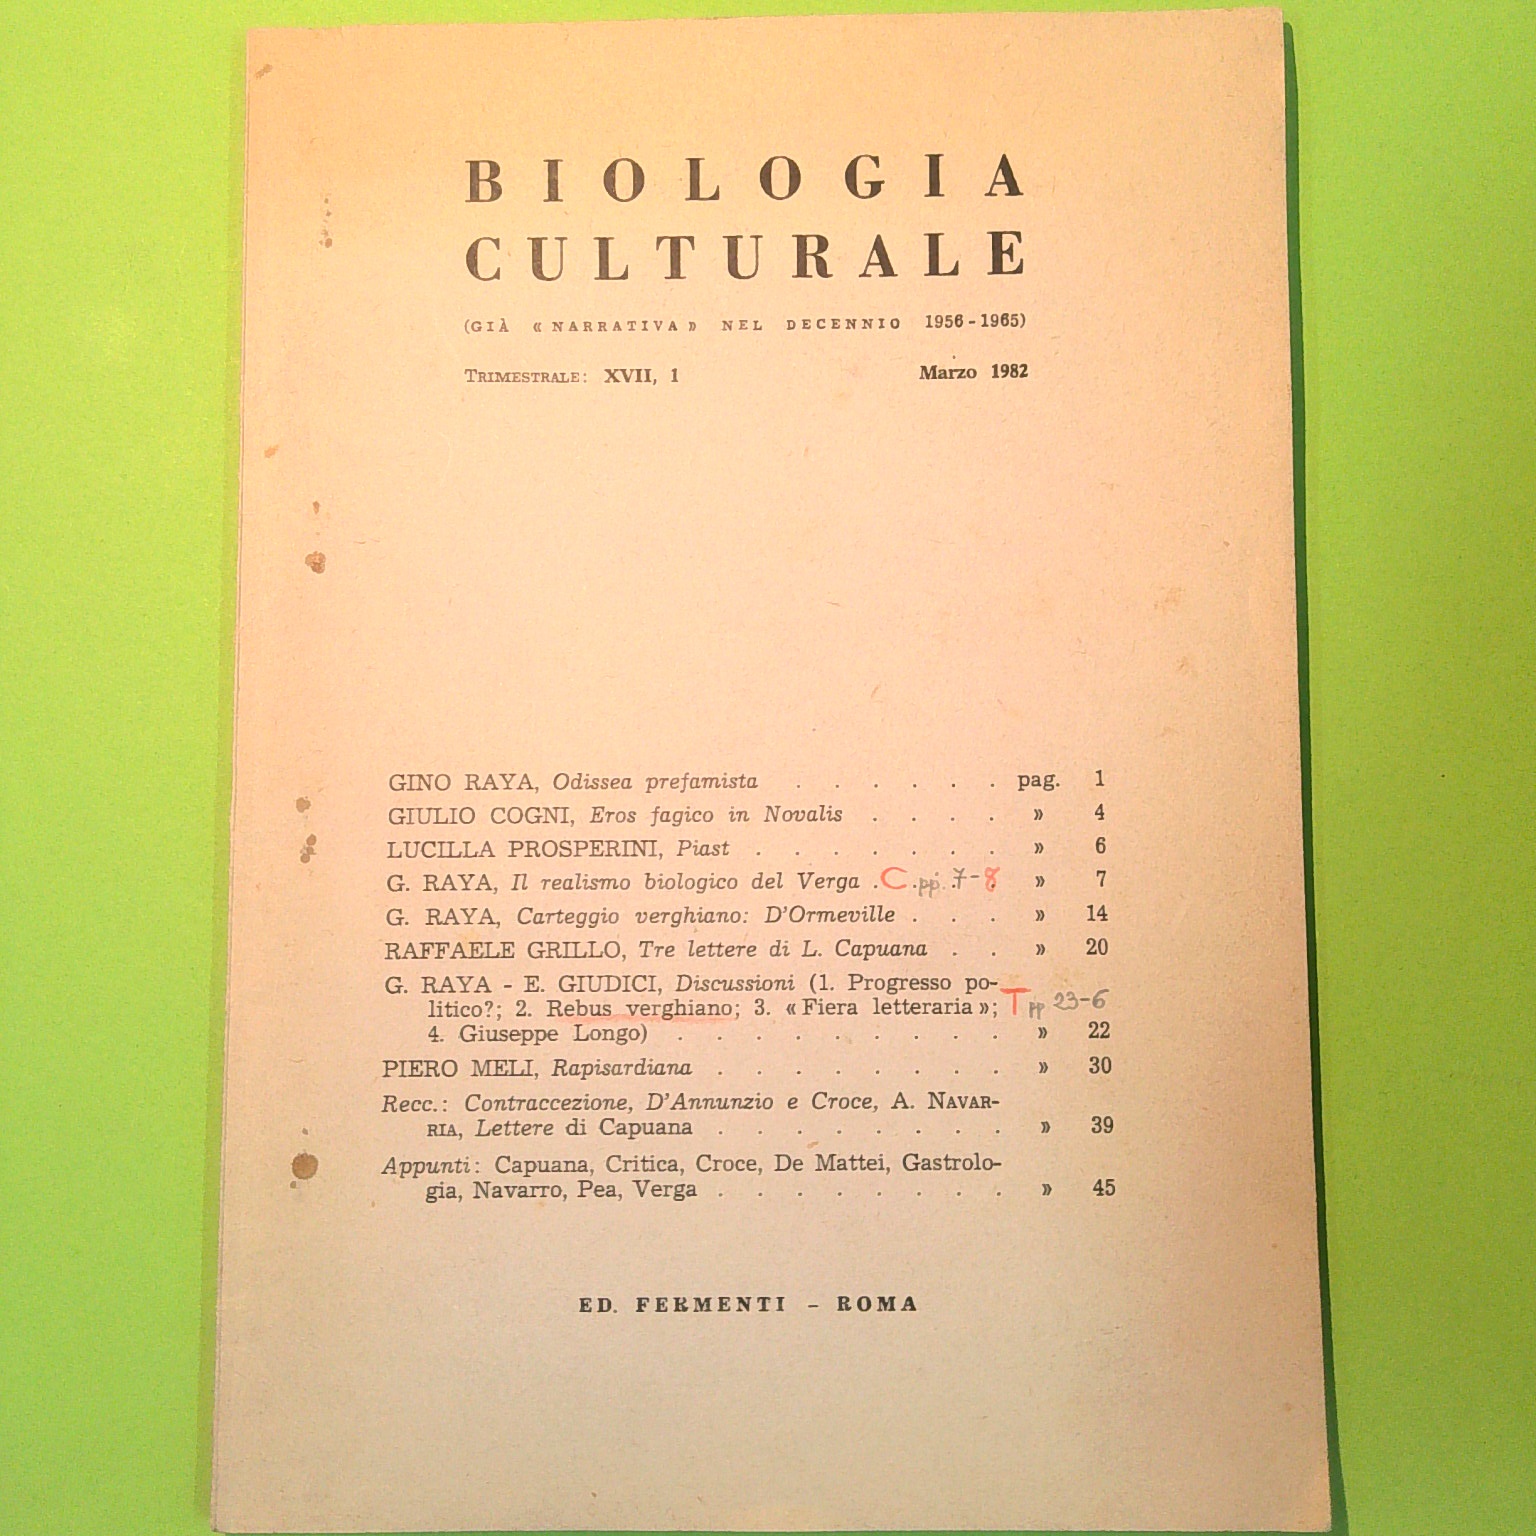 BIOLOGIA
CULTURALE
(GIÀ « NARRATIVA » NEL DECENNIO 1956-1965)
TRIMESTRALE: XVII, 1 Marzo 1982
GINO RAYA, Odissea prefamista . . . . . . pag. 1
GIULIO COGNI, Eros fagico in Novalis . . . . » 4
LUCILLA PROSPERINI, Piast . . . . . . . » 6
G. RAYA, Il realismo biologico del Verga . C pp. 7-8 » 7
G. RAYA, Carteggio verghiano: D'Ormeville . . . » 14
RAFFAELE GRILLO, Tre lettere di L. Capuana . . » 20
G. RAYA - E. GIUDICI, Discussioni (1. Progresso po-
litico?; 2. Rebus verghiano; 3. «Fiera letteraria»; T pp 23-6
4. Giuseppe Longo) . . . . . . . . . » 22
PIERO MELI, Rapisardiana . . . . . . . . » 30
Recc.: Contraccezione, D'Annunzio e Croce, A. NAVAR-
RIA, Lettere di Capuana . . . . . . . . » 39
Appunti: Capuana, Critica, Croce, De Mattei, Gastrolo-
gia, Navarro, Pea, Verga . . . . . . . . » 45
ED. FERMENTI - ROMA